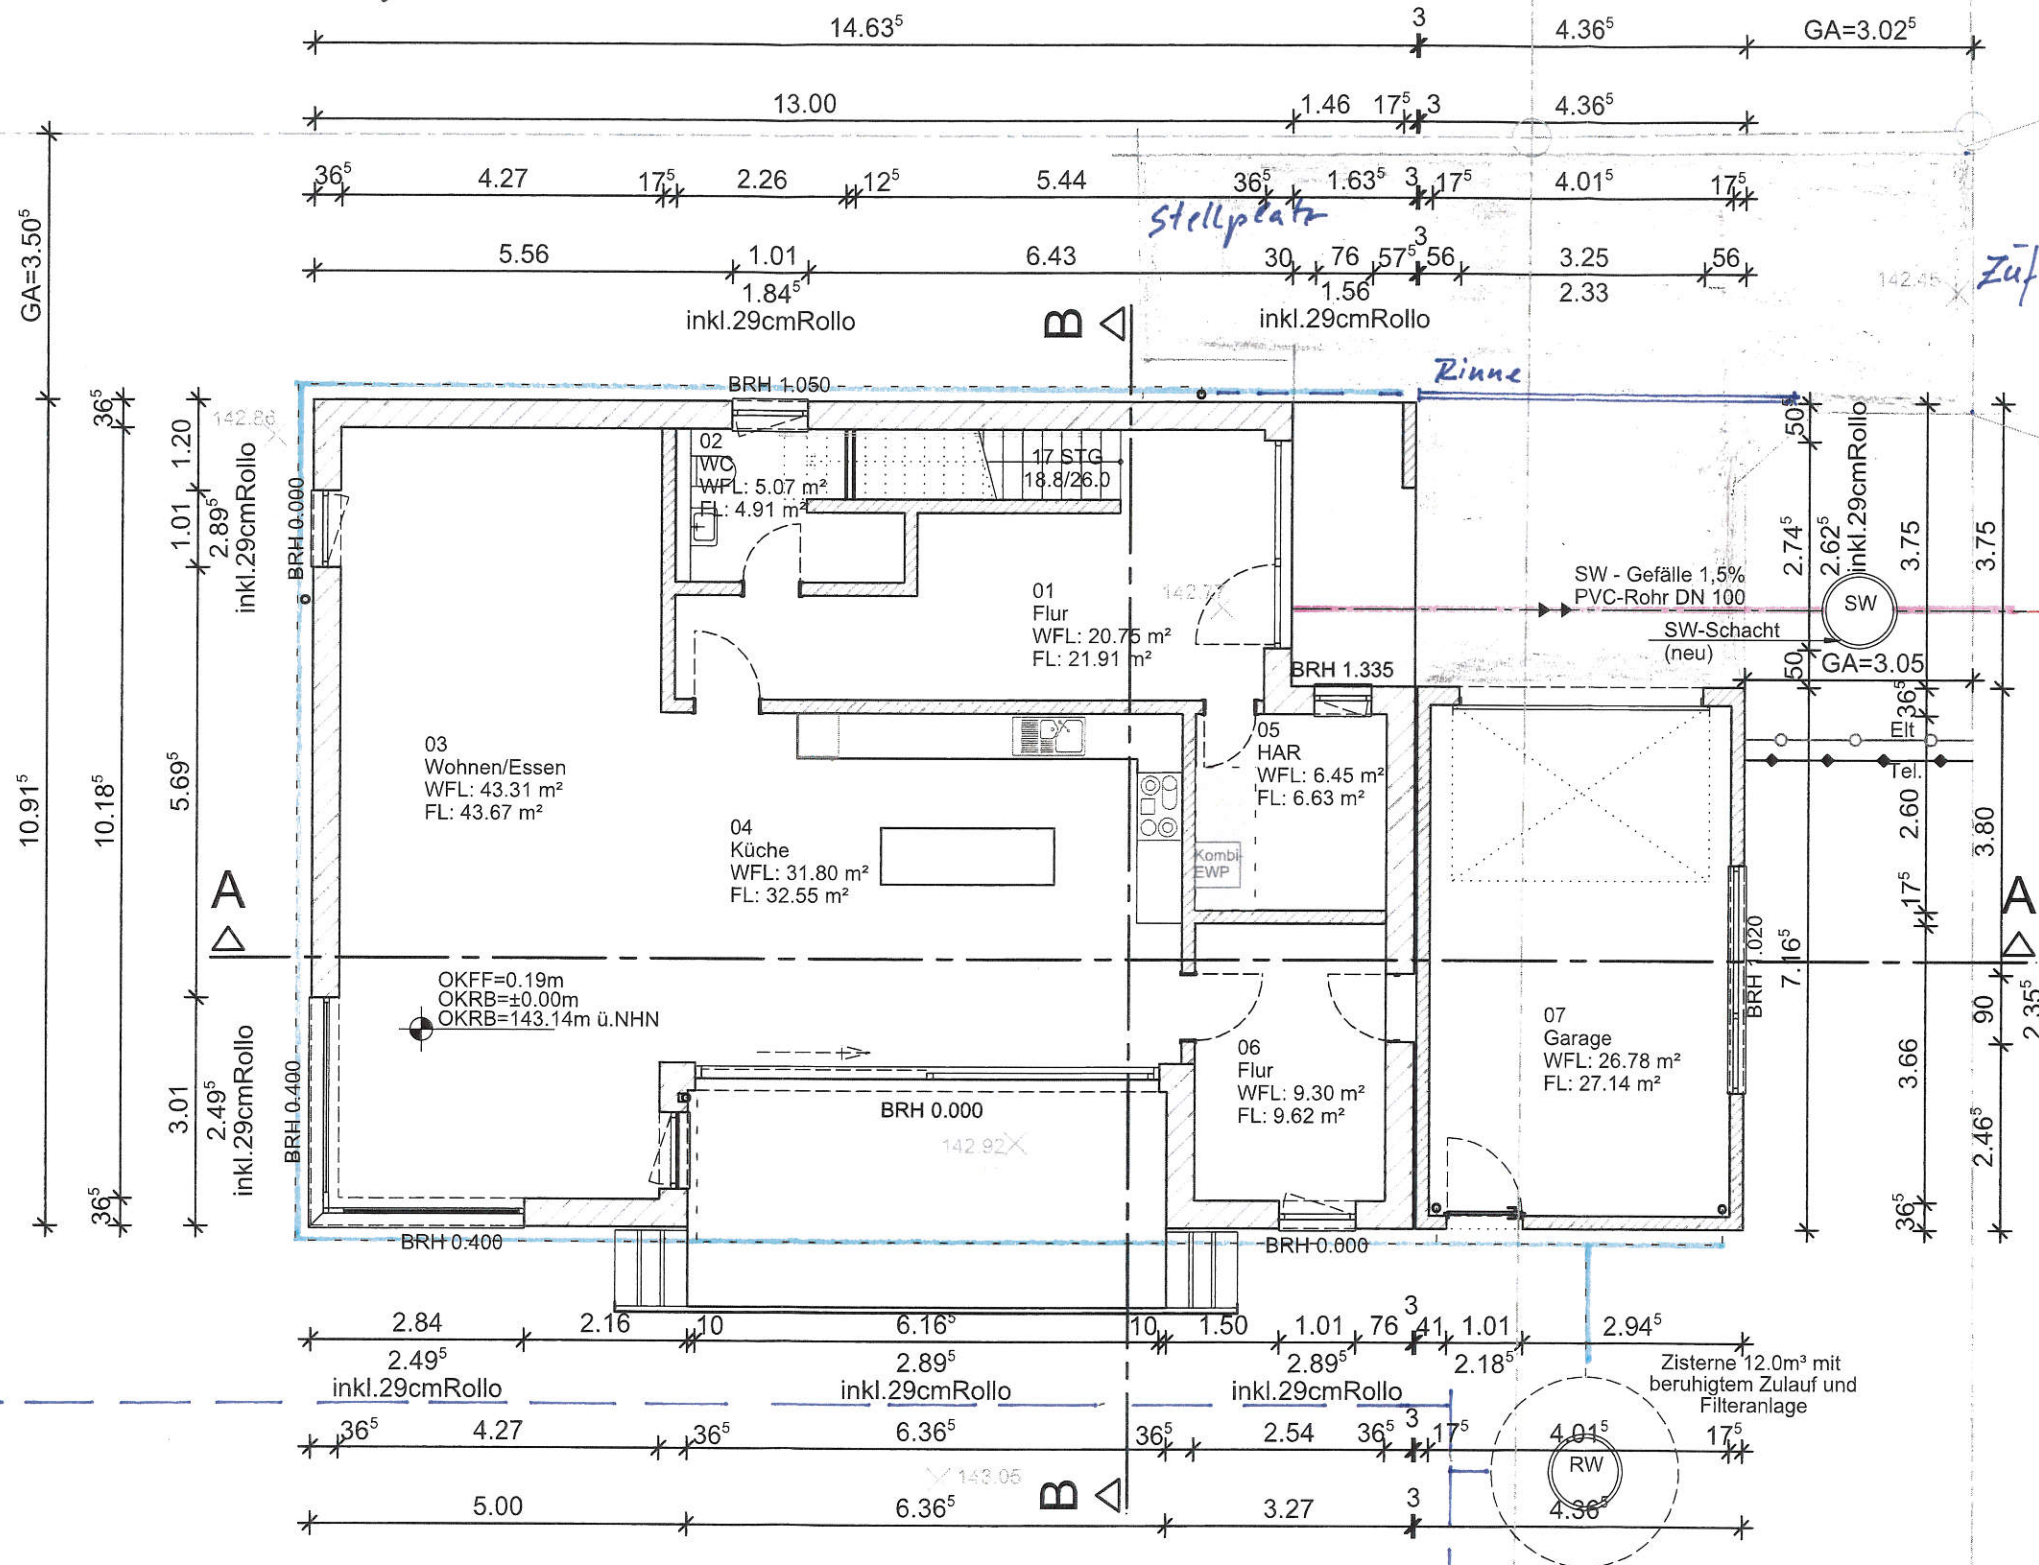 14.63⁵
3
4.36⁵
GA=3.02⁵
13.00
1.46
17⁵
3
4.36⁵
36⁵
4.27
17⁵
2.26
12⁵
5.44
36⁵
1.63⁵
3
17⁵
4.01⁵
17⁵
Stellplatz
5.56
1.01
6.43
30
76
57⁵
3
56
3.25
56
1.84⁵
inkl.29cmRollo
1.56
inkl.29cmRollo
2.33
142.45
Zuf
B
Rinne
GA=3.50⁵
10.91⁵
36⁵
10.18⁵
36⁵
1.20
1.01
5.69⁵
3.01
2.89⁵
inkl.29cmRollo
2.49⁵
inkl.29cmRollo
142.86
BRH 0.000
BRH 0.400
BRH 1.050
02
WC
WFL: 5.07 m²
FL: 4.91 m²
17 STG
18.8/26.0
01
Flur
WFL: 20.75 m²
FL: 21.91 m²
142.77
BRH 1.335
SW - Gefälle 1,5%
PVC-Rohr DN 100
SW-Schacht
(neu)
SW
GA=3.05
50⁵
2.74⁵
2.62⁵
inkl.29cmRollo
50
7.16⁵
3.75
36⁵
Elt
Tel.
2.60
17⁵
3.66
36⁵
3.75
3.80
90
2.46⁵
2.35⁵
03
Wohnen/Essen
WFL: 43.31 m²
FL: 43.67 m²
04
Küche
WFL: 31.80 m²
FL: 32.55 m²
05
HAR
WFL: 6.45 m²
FL: 6.63 m²
Kombi-
EWP
A
A
OKFF=0.19m
OKRB=±0.00m
OKRB=143.14m ü.NHN
BRH 0.000
142.92
06
Flur
WFL: 9.30 m²
FL: 9.62 m²
07
Garage
WFL: 26.78 m²
FL: 27.14 m²
BRH 1.020
BRH 0.400
BRH 0.000
2.84
2.16
10
6.16⁵
10
1.50
1.01
76
3
41
1.01
2.94⁵
2.49⁵
inkl.29cmRollo
2.89⁵
inkl.29cmRollo
2.89⁵
inkl.29cmRollo
2.18⁵
Zisterne 12.0m³ mit
beruhigtem Zulauf und
Filteranlage
36⁵
4.27
36⁵
6.36⁵
36⁵
2.54
36⁵
3
17⁵
4.01⁵
17⁵
RW
143.05
B
5.00
6.36⁵
3.27
3
4.36⁵